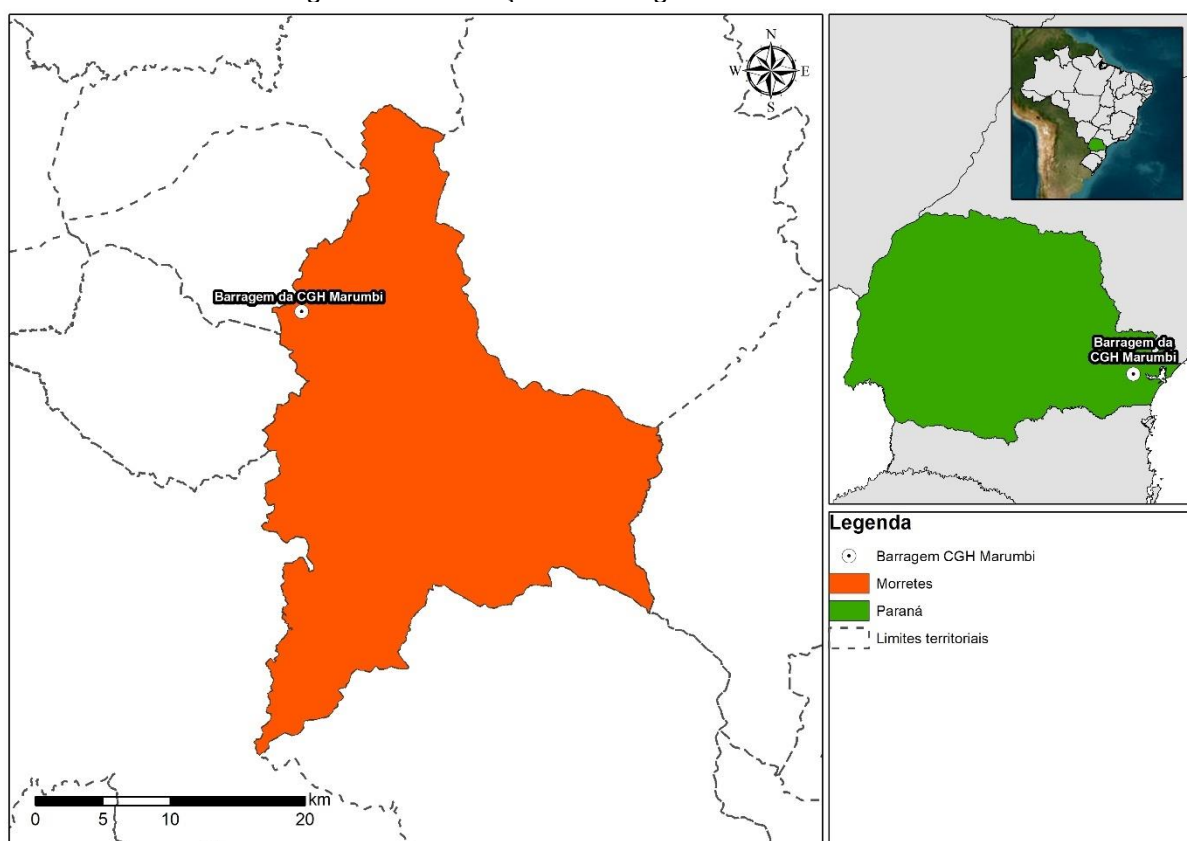 N
W E
S
Barragem da CGH Marumbi
km
0 5 10 20
Barragem da
CGH Marumbi
Legenda
Barragem CGH Marumbi
Morretes
Paraná
Limites territoriais